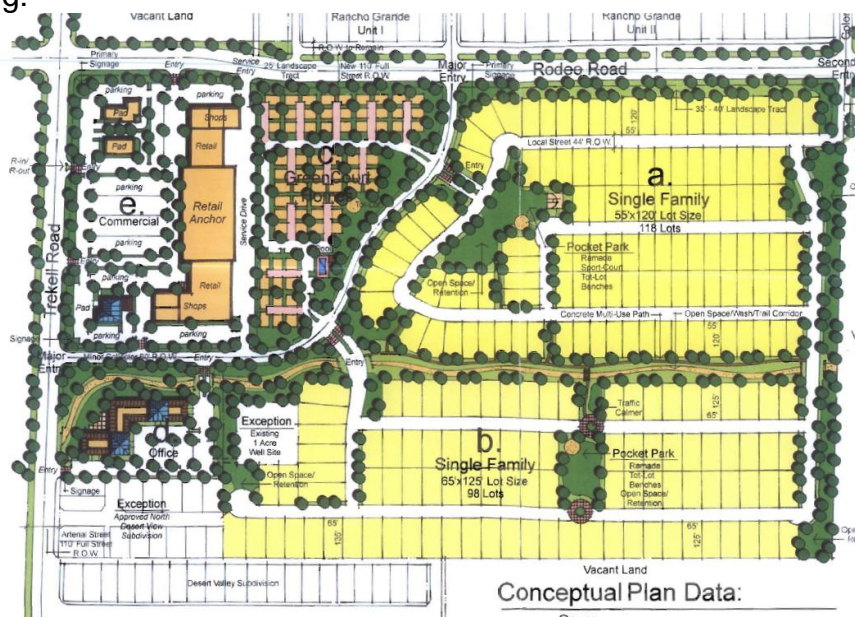 g.
Vacant Land
Rancho Grande
Unit I
Rancho Grande
Unit II
R.O.W. to Remain
Primary
Signage
Entry
Service
Entry
25' Landscape
Tract
New 110' Full
Street R.O.W.
Major
Entry
Primary
Signage
Rodeo Road
Second
Entry
parking
parking
Pad
Pad
Shops
Retail
35' - 40' Landscape Tract
120'
55'
Local Street 44' R.O.W.
R-in/
R-out
Entry
parking
e.
Commercial
parking
Retail
Anchor
Service Drive
c.
GreenCourt
Homes
Entry
a.
Single Family
55'x120' Lot Size
118 Lots
Trekell Road
Entry
parking
Pad
parking
Retail
Shops
parking
Pool
Pocket Park
Ramada
Sport-Court
Tot-Lot
Benches
Open Space/
Retention
Concrete Multi-Use Path
Open Space/Wash/Trail Corridor
55'
120'
Signage
Major
Entry
Minor Collector 60' R.O.W.
Entry
Entry
Exception
Existing
1 Acre
Well Site
d.
Office
Entry
Signage
Open Space/
Retention
Traffic
Calmer
65'
125'
b.
Single Family
65'x125' Lot Size
98 Lots
Pocket Park
Ramada
Tot-Lot
Benches
Open Space/
Retention
Exception
Approved North
Desert View
Subdivision
Arterial Street
110' Full Street
R.O.W.
65'
135'
65'
125'
Desert Valley Subdivision
Vacant Land
Conceptual Plan Data: